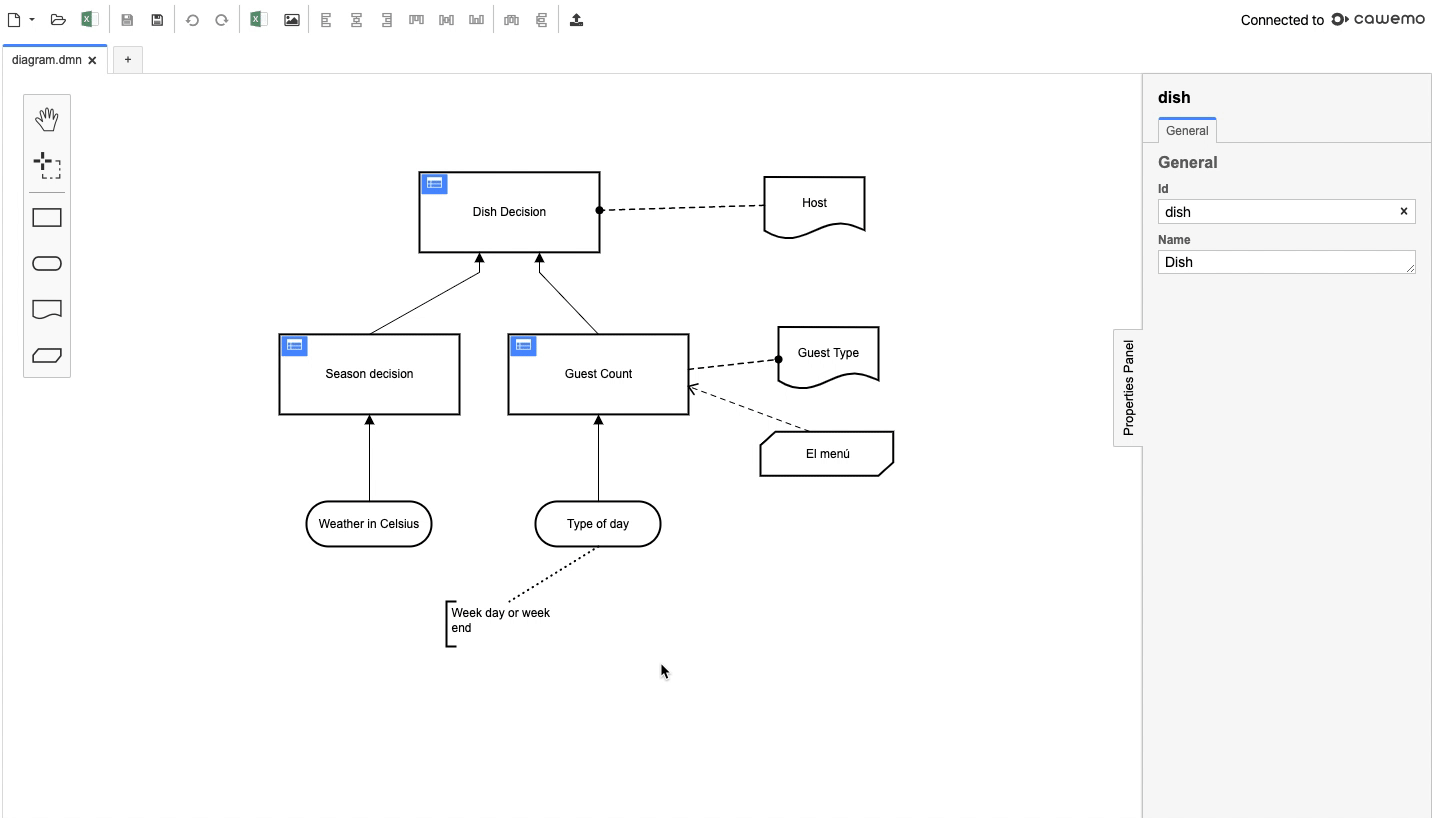 Connected to cawemo
diagram.dmn
+
dish
General
General
Id
dish
Name
Dish
Properties Panel
Dish Decision
Host
Season decision
Guest Count
Guest Type
El menú
Weather in Celsius
Type of day
Week day or week
end